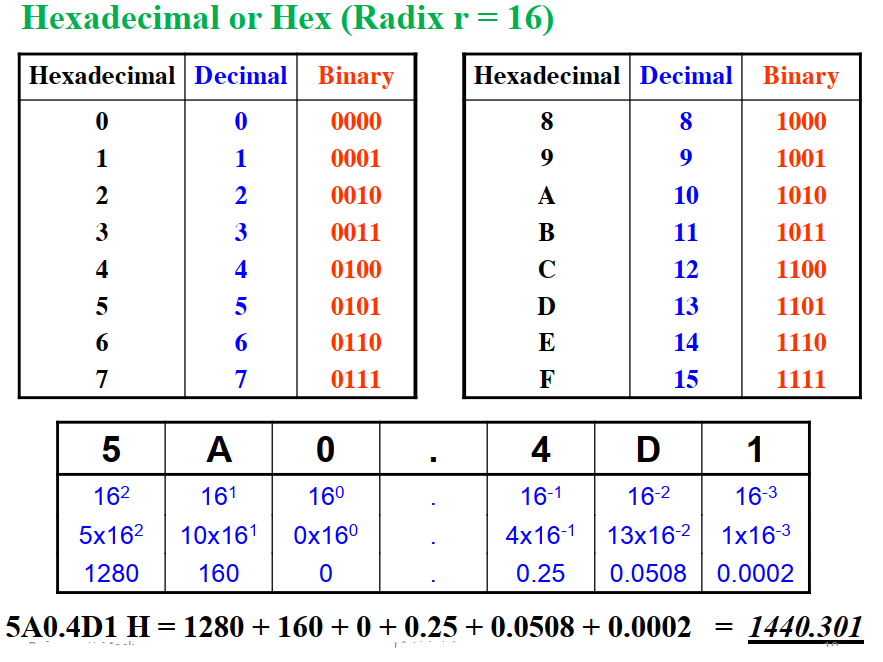 Hexadecimal or Hex (Radix r = 16)
Hexadecimal Decimal Binary
0 0 0000
1 1 0001
2 2 0010
3 3 0011
4 4 0100
5 5 0101
6 6 0110
7 7 0111
Hexadecimal Decimal Binary
8 8 1000
9 9 1001
A 10 1010
B 11 1011
C 12 1100
D 13 1101
E 14 1110
F 15 1111
5 A 0 . 4 D 1
16² 16¹ 16⁰ . 16⁻¹ 16⁻² 16⁻³
5x16² 10x16¹ 0x16⁰ . 4x16⁻¹ 13x16⁻² 1x16⁻³
1280 160 0 . 0.25 0.0508 0.0002
5A0.4D1 H = 1280 + 160 + 0 + 0.25 + 0.0508 + 0.0002 = 1440.301